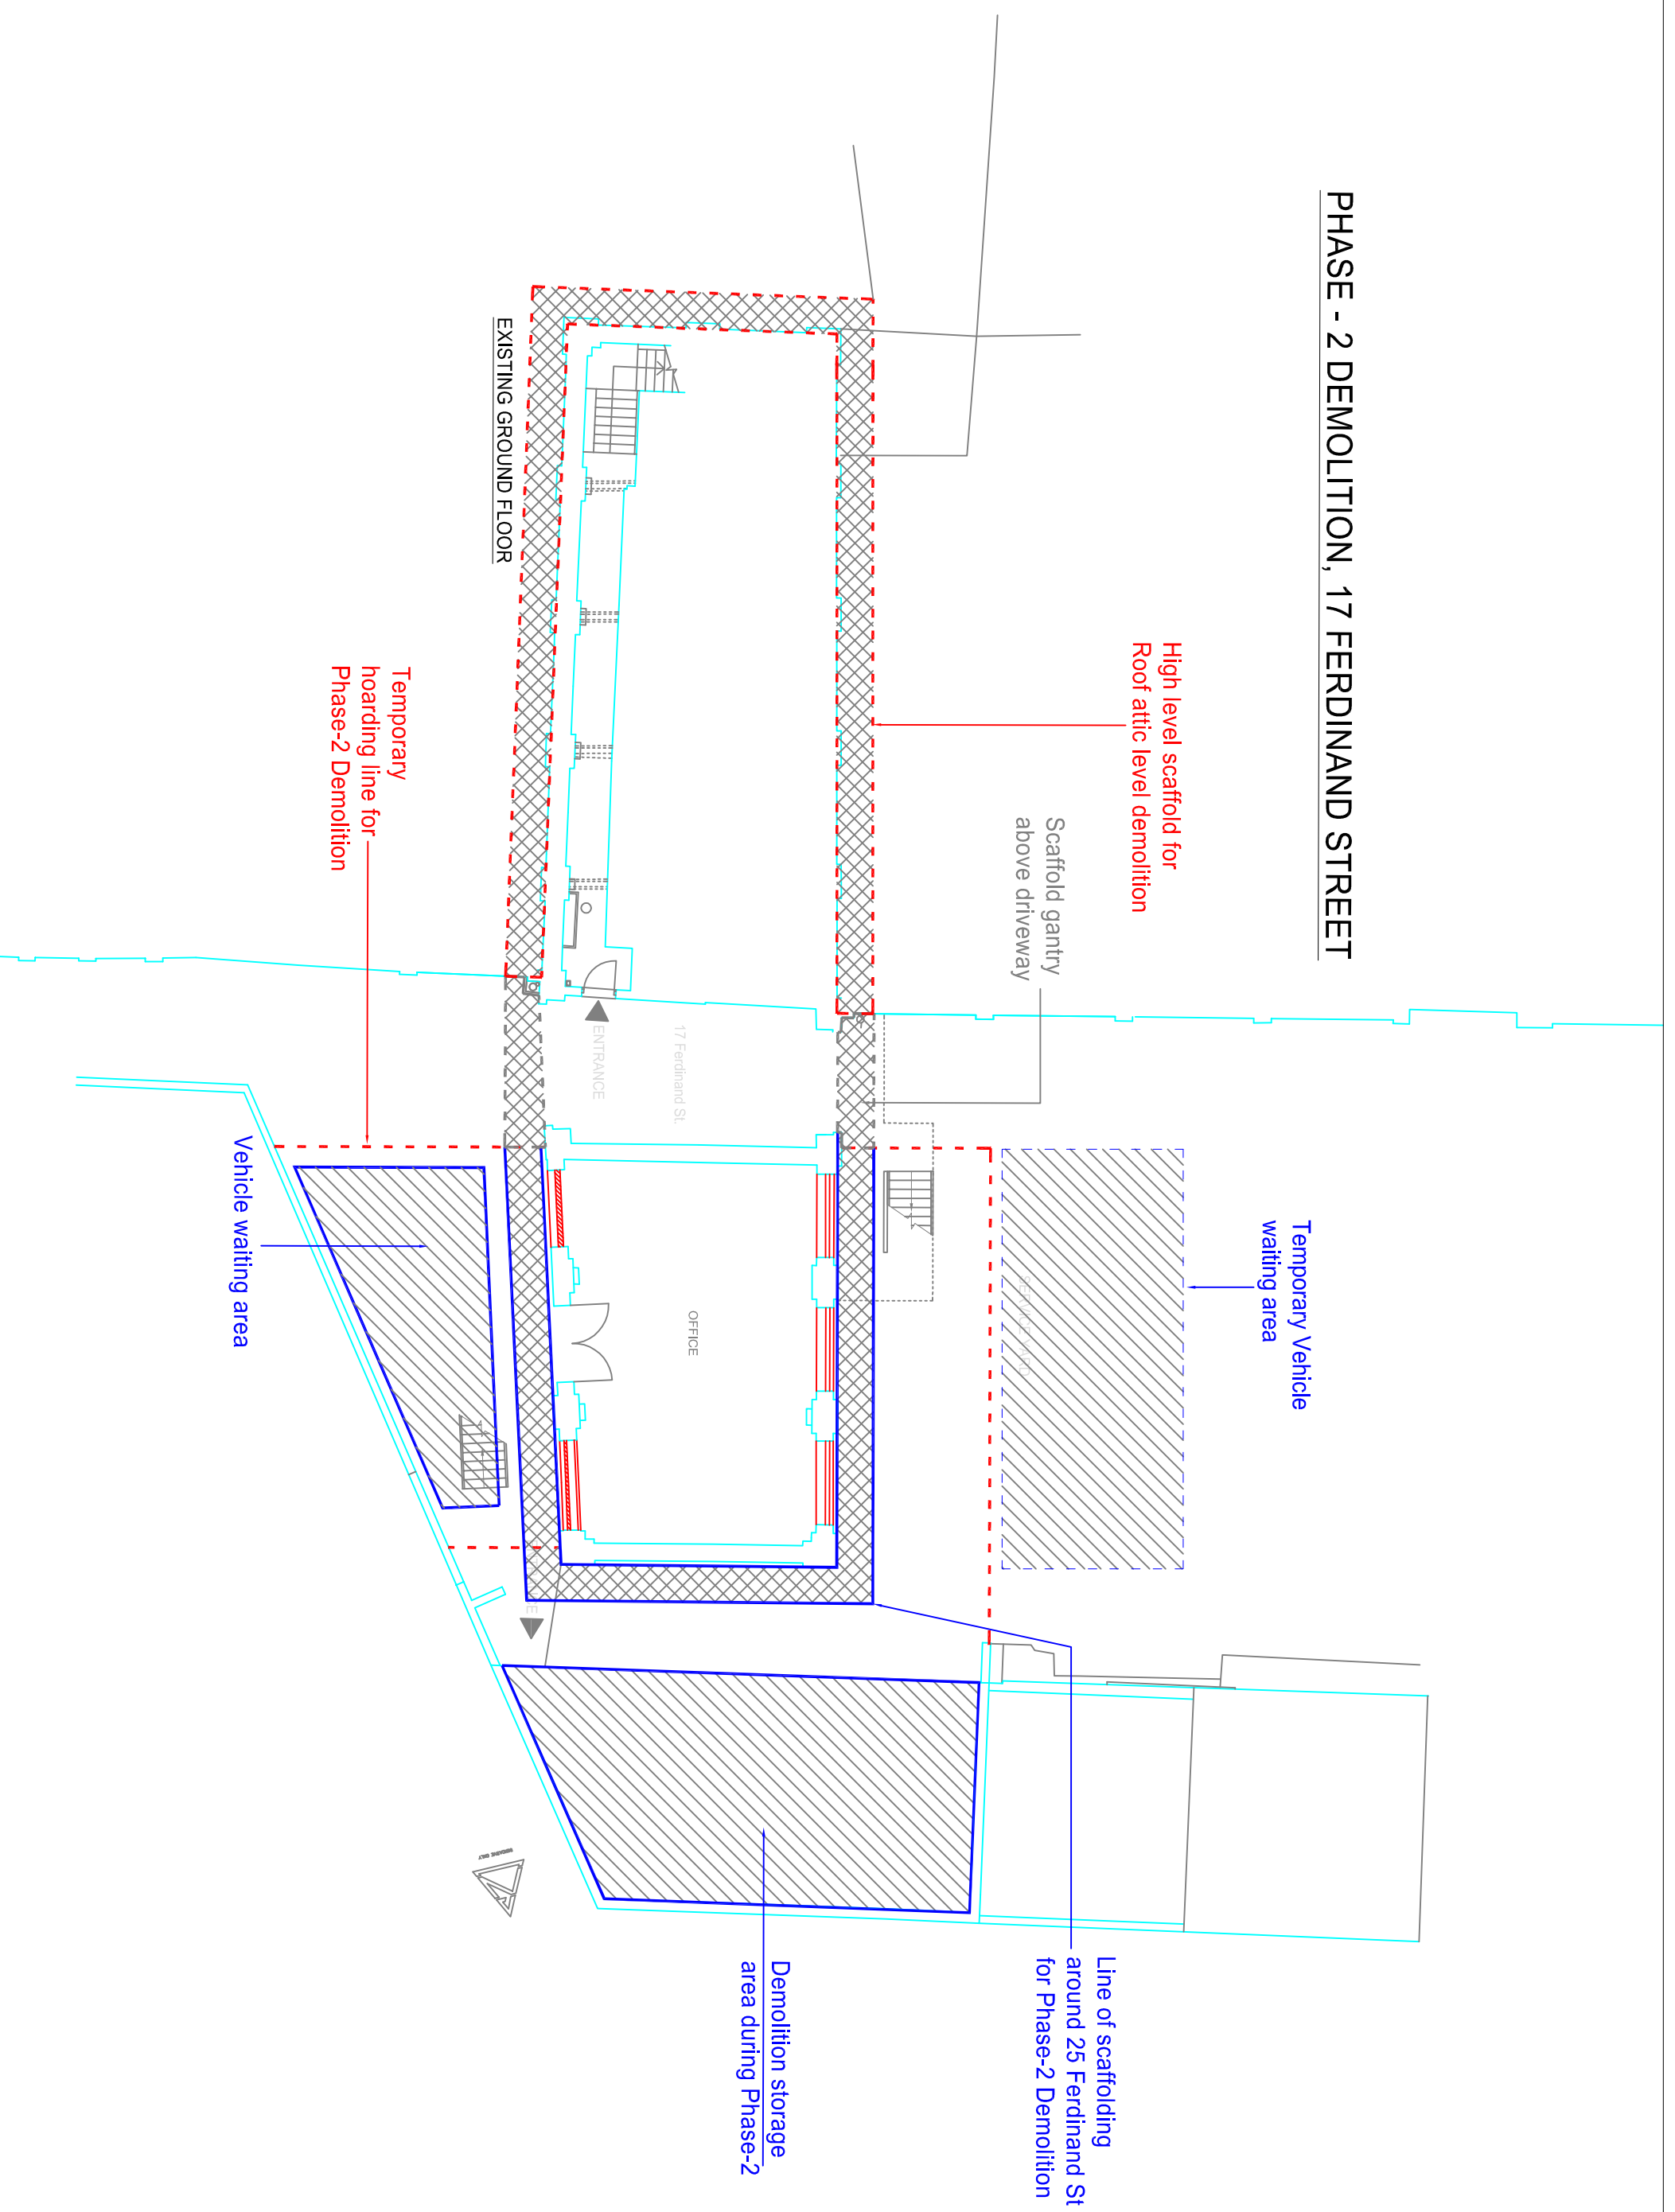 PHASE - 2 DEMOLITION, 17 FERDINAND STREET
High level scaffold for
Roof attic level demolition
Scaffold gantry
above driveway
Temporary Vehicle
waiting area
Line of scaffolding
around 25 Ferdinand St
for Phase-2 Demolition
17 Ferdinand St.
ENTRANCE
OFFICE
Demolition storage
area during Phase-2
EXISTING GROUND FLOOR
Temporary
hoarding line for
Phase-2 Demolition
Vehicle waiting area